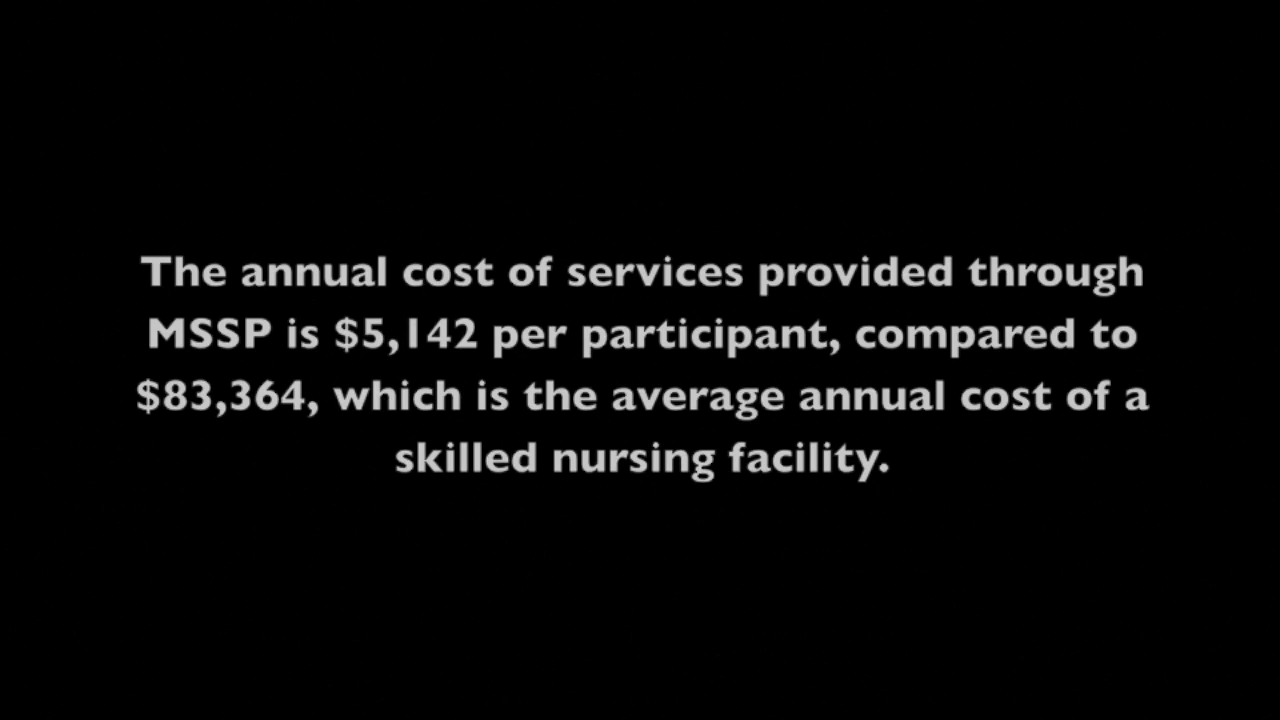 The annual cost of services provided through
MSSP is $5,142 per participant, compared to
$83,364, which is the average annual cost of a
skilled nursing facility.